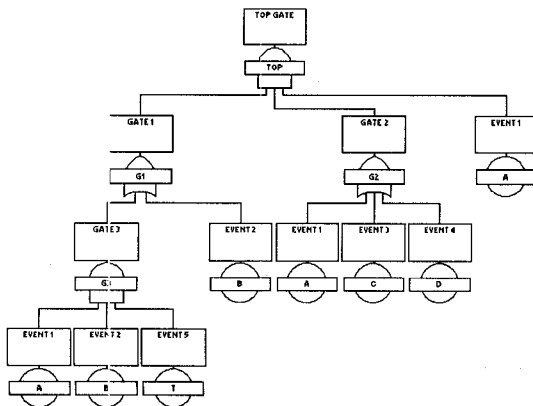 TOP GATE
TOP
GATE 1
GATE 2
EVENT 1
G1
G2
A
GATE 3
EVENT 2
EVENT 1
EVENT 3
EVENT 4
G3
B
A
C
D
EVENT 1
EVENT 2
EVENT 5
A
B
T